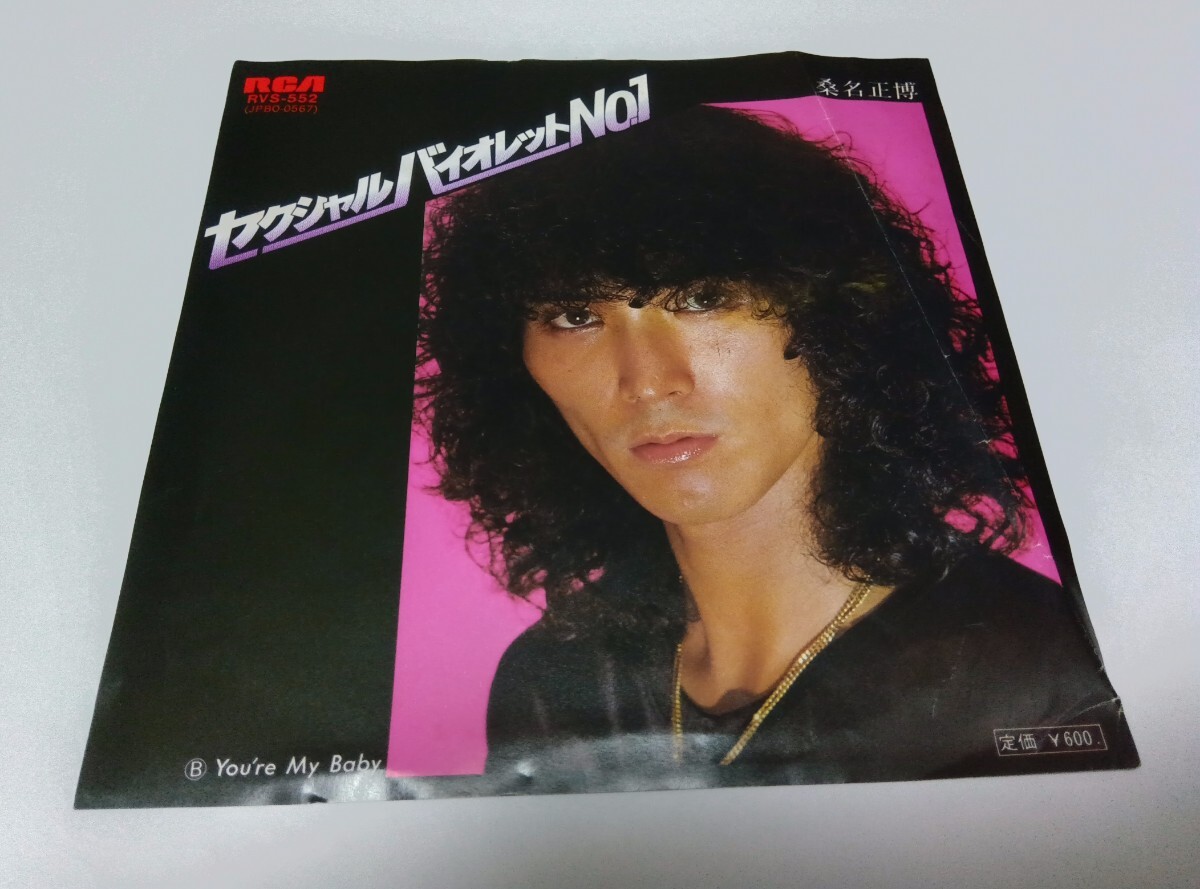 RCA
RVS-552
(JPBO-0567)
桑名正博
セクシャルバイオレットNo.1
Ⓑ You're My Baby
定価 ¥600.